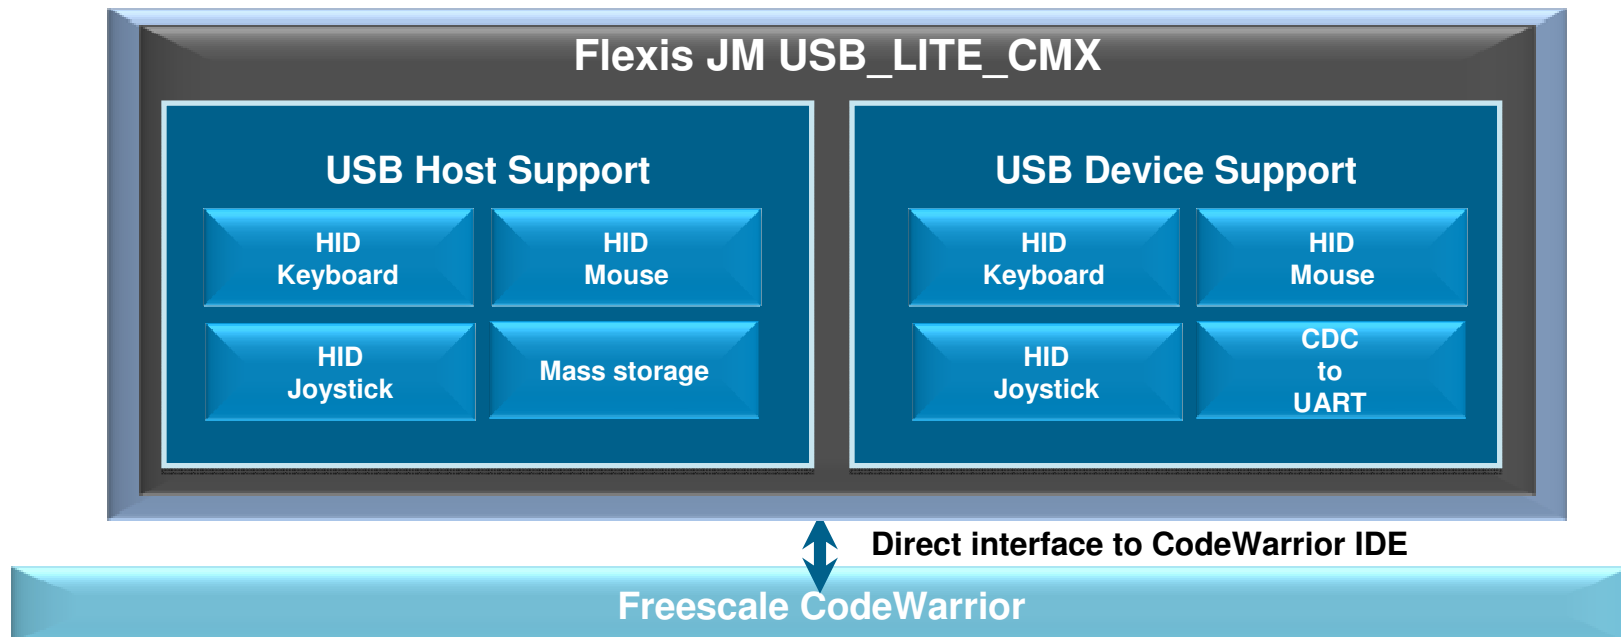 Flexis JM USB_LITE_CMX
USB Host Support
HID
Keyboard
HID
Mouse
HID
Joystick
Mass storage
USB Device Support
HID
Keyboard
HID
Mouse
HID
Joystick
CDC
to
UART
Direct interface to CodeWarrior IDE
Freescale CodeWarrior